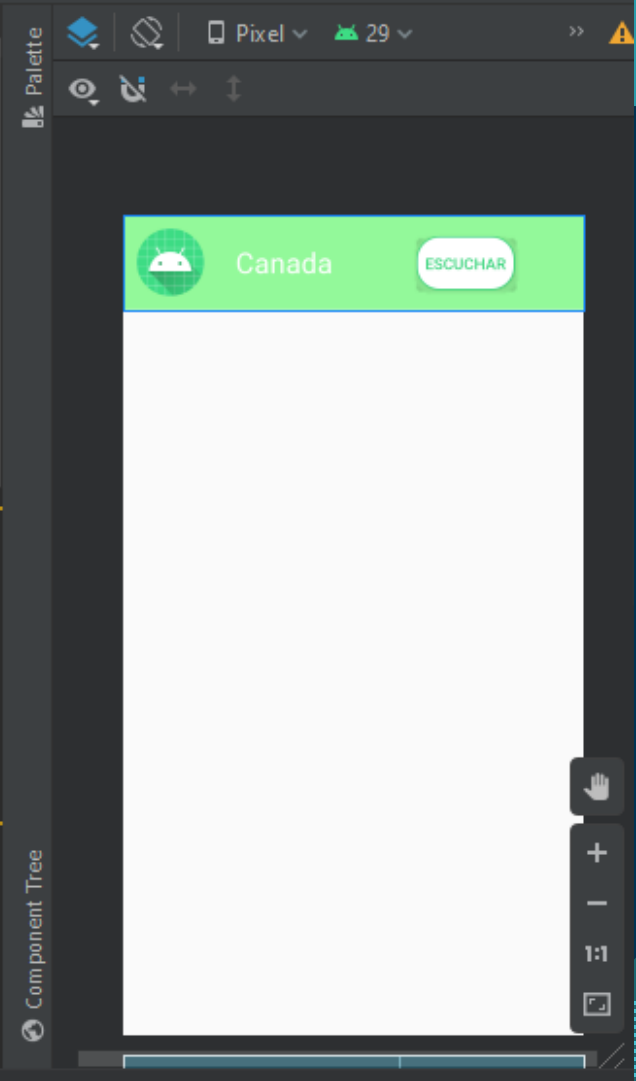 Palette
Pixel
29
Canada
ESCUCHAR
1:1
Component Tree